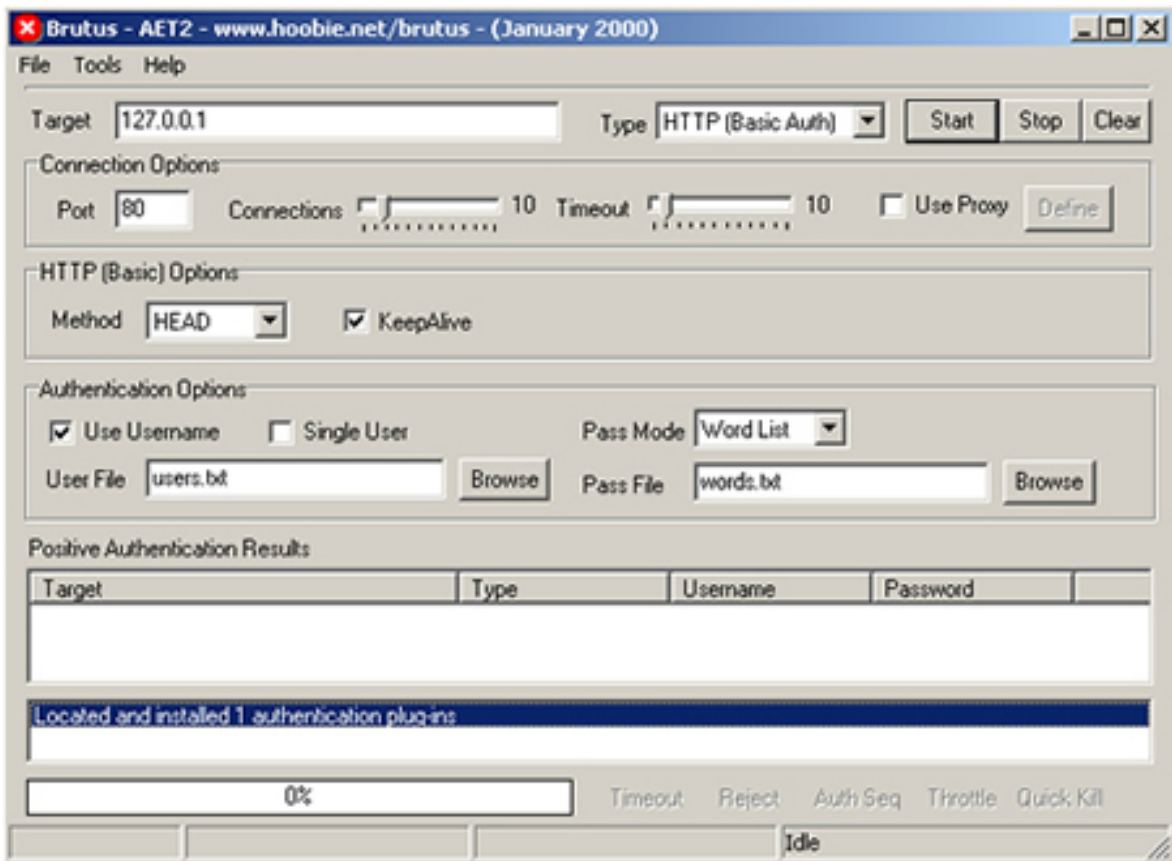 Brutus - AET2 - www.hoobie.net/brutus - (January 2000)
File Tools Help
Target 127.0.0.1 Type HTTP (Basic Auth) Start Stop Clear
Connection Options
Port 80 Connections 10 Timeout 10 Use Proxy Define
HTTP (Basic) Options
Method HEAD KeepAlive
Authentication Options
Use Username Single User Pass Mode Word List
User File users.txt Browse Pass File words.txt Browse
Positive Authentication Results
Target Type Username Password
Located and installed 1 authentication plug-ins
0% Timeout Reject Auth Seq Throttle Quick Kill
Idle